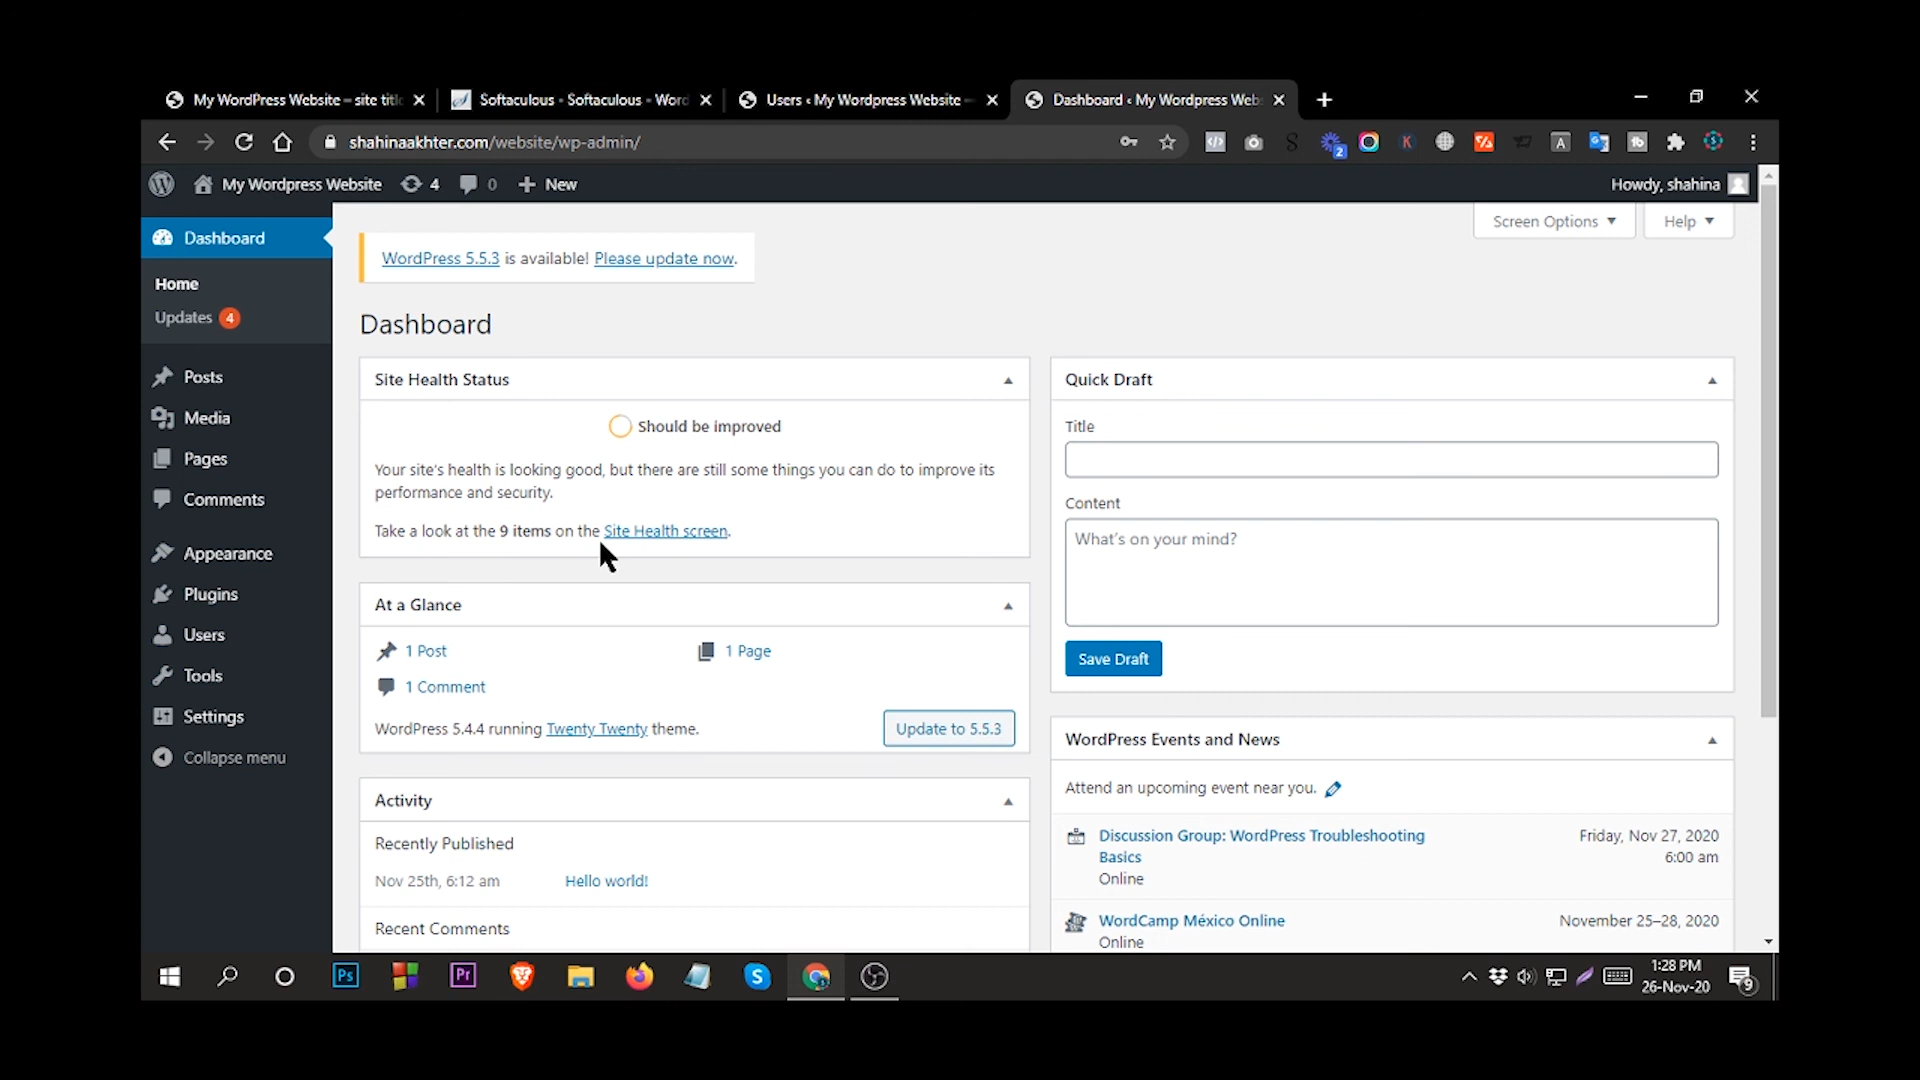 My WordPress Website – site titl
Softaculous - Softaculous - Wor
Users ‹ My Wordpress Website –
Dashboard ‹ My Wordpress Web
shahinaakhter.com/website/wp-admin/
2
K
A
My Wordpress Website
4
0
New
Howdy, shahina
Dashboard
Home
Updates 4
Posts
Media
Pages
Comments
Appearance
Plugins
Users
Tools
Settings
Collapse menu
Screen Options
Help
WordPress 5.5.3 is available! Please update now.
Dashboard
Site Health Status
Should be improved
Your site's health is looking good, but there are still some things you can do to improve its
performance and security.
Take a look at the 9 items on the Site Health screen.
At a Glance
1 Post
1 Page
1 Comment
WordPress 5.4.4 running Twenty Twenty theme.
Update to 5.5.3
Activity
Recently Published
Nov 25th, 6:12 am
Hello world!
Recent Comments
Quick Draft
Title
Content
What's on your mind?
Save Draft
WordPress Events and News
Attend an upcoming event near you.
Discussion Group: WordPress Troubleshooting
Basics
Online
Friday, Nov 27, 2020
6:00 am
WordCamp México Online
Online
November 25–28, 2020
Ps
Pr
S
1:28 PM
26-Nov-20
9